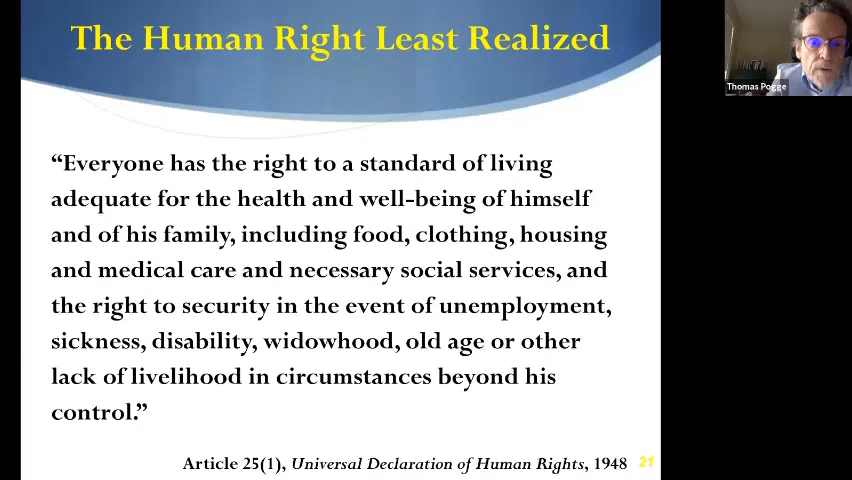 The Human Right Least Realized
Thomas Pogge
“Everyone has the right to a standard of living
adequate for the health and well-being of himself
and of his family, including food, clothing, housing
and medical care and necessary social services, and
the right to security in the event of unemployment,
sickness, disability, widowhood, old age or other
lack of livelihood in circumstances beyond his
control.”
Article 25(1), Universal Declaration of Human Rights, 1948 21